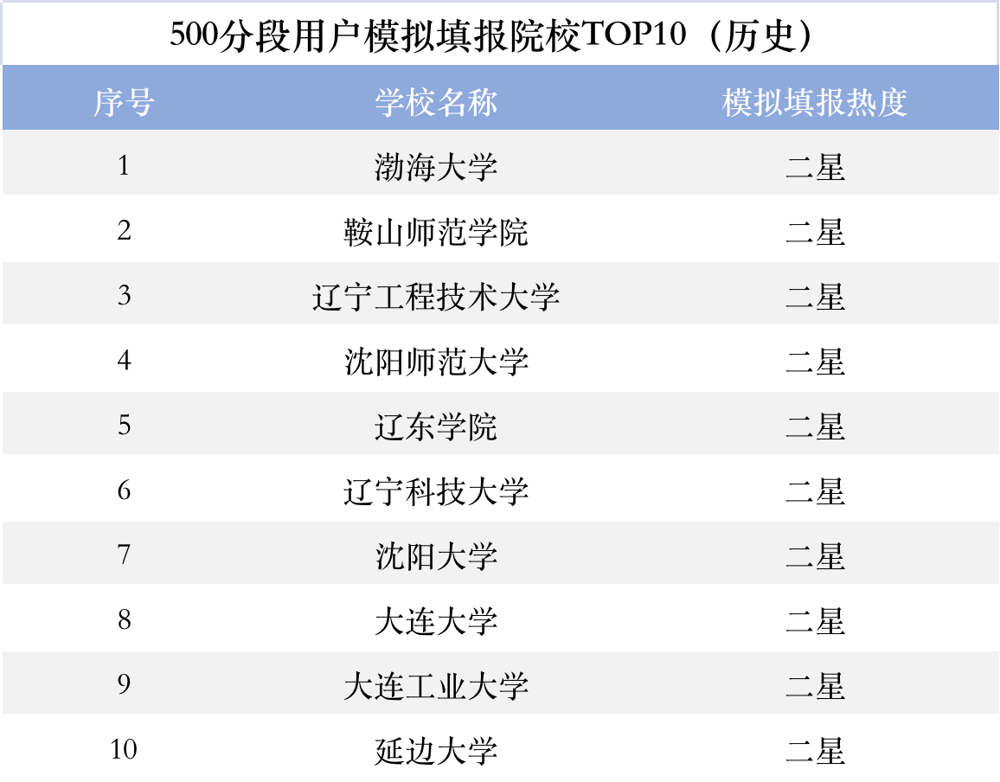 500分段用户模拟填报院校TOP10（历史）
序号 学校名称 模拟填报热度
1 渤海大学 二星
2 鞍山师范学院 二星
3 辽宁工程技术大学 二星
4 沈阳师范大学 二星
5 辽东学院 二星
6 辽宁科技大学 二星
7 沈阳大学 二星
8 大连大学 二星
9 大连工业大学 二星
10 延边大学 二星